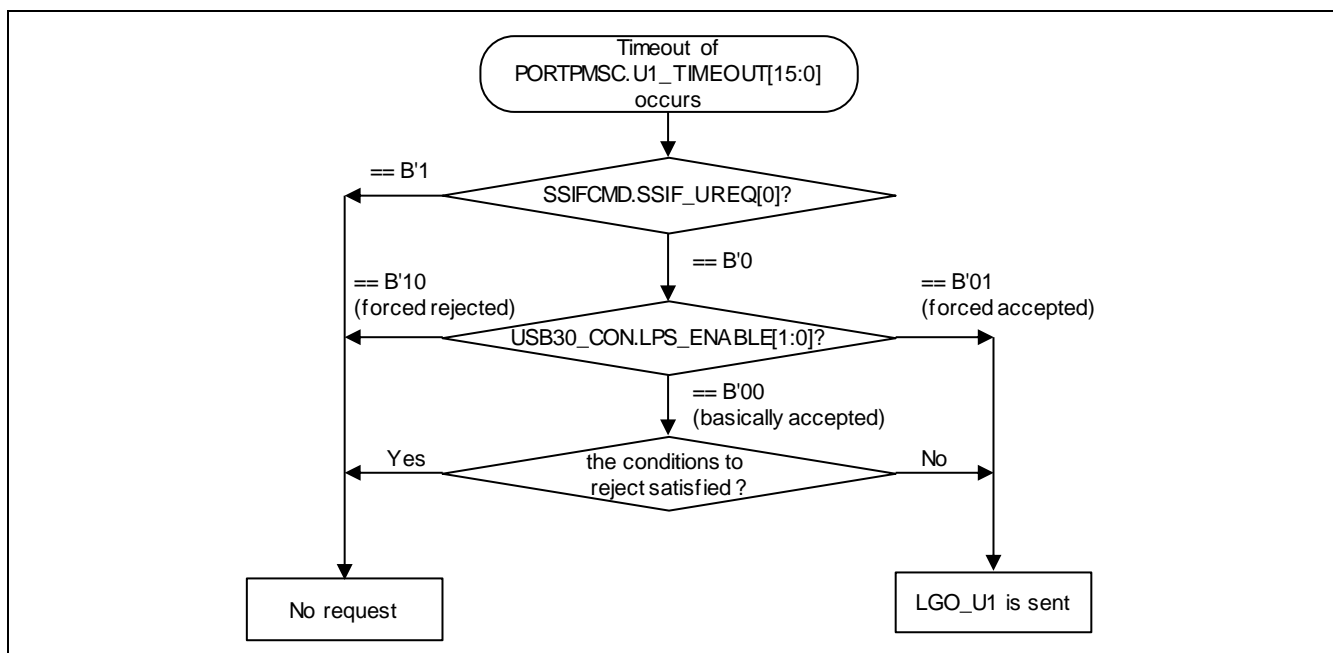 Timeout of
PORTPMSC.U1_TIMEOUT[15:0]
occurs
== B'1
SSIFCMD.SSIF_UREQ[0]?
== B'0
== B'10
(forced rejected)
== B'01
(forced accepted)
USB30_CON.LPS_ENABLE[1:0]?
== B'00
(basically accepted)
Yes
the conditions to
reject satisfied ?
No
No request
LGO_U1 is sent